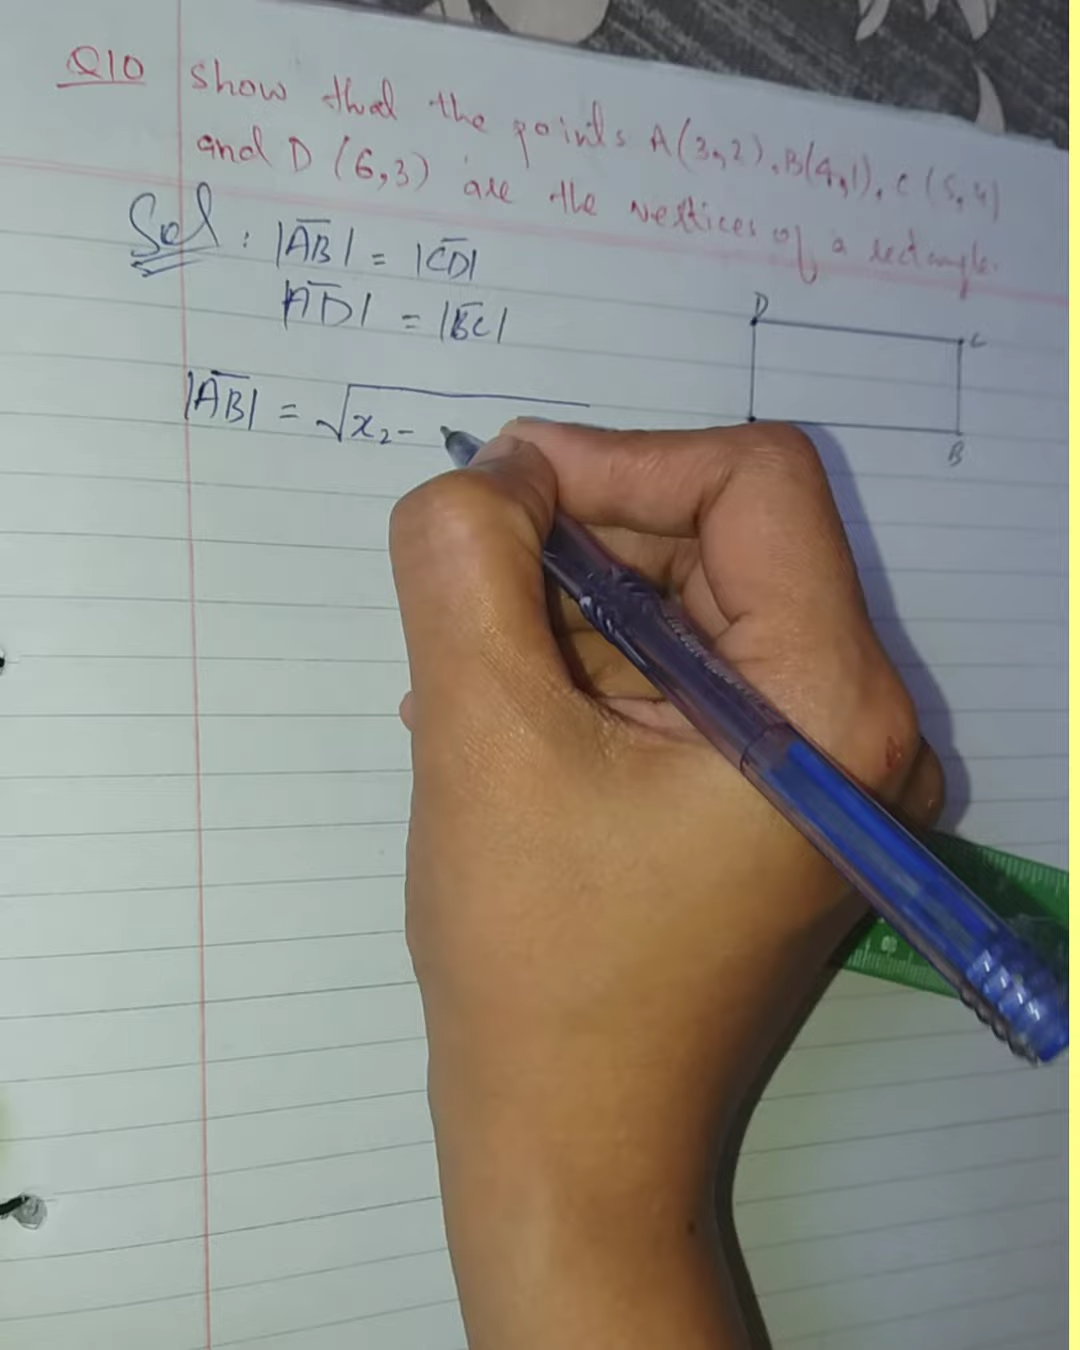 Q10 Show that the points A(3,2), B(4,1), C(5,4)
and D (6,3) are the vertices of a rectangle.
Sol : |AB| = |CD|
|AD| = |BC|
D
C
|AB| = √x₂-
B